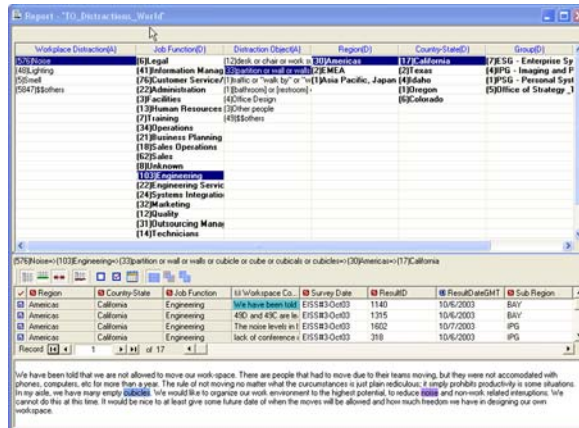 Report - "TO_Distractions_World"
Workplace Distraction(A) Job Function(D) Distraction Object(A) Region(D) Country-State(D) Group(D)
(576)Noise (6)Legal (12)desk or chair or work s (30)Americas (17)California (7)ESG - Enterprise Sy
(48)Lighting (41)Information Manag (33)partition or wall or walls (2)EMEA (2)Texas (4)IPG - Imaging and P
(5)Smell (76)Customer Service/ (1)traffic or "walk by" or "w (1)Asia Pacific, Japan (4)Idaho (1)PSG - Personal Syst
(5847)$$others (22)Administration (1)[bathroom] or [restroom] (1)Oregon (5)Office of Strategy _T
(3)Facilities (4)Office Design (6)Colorado
(13)Human Resources (3)Other people
(7)Training (49)$$others
(34)Operations
(21)Business Planning
(18)Sales Operations
(62)Sales
(8)Unknown
(103)Engineering
(22)Engineering Servic
(24)Systems Integratio
(32)Marketing
(12)Quality
(31)Outsourcing Mana
(14)Technicians
(576)Noise=>(103)Engineering=>(33)partition or wall or walls or cubicle or cube or cubicals or cubicles=>(30)Americas=>(17)California
Region Country-State Job Function Workspace Co... Survey Date ResultID ResultDateGMT Sub Region
Americas California Engineering We have been told EISS#3-Oct03 1140 10/6/2003 BAY
Americas California Engineering 49D and 49C are le EISS#3-Oct03 1315 10/6/2003 BAY
Americas California Engineering The noise levels in t EISS#3-Oct03 1602 10/7/2003 IPG
Americas California Engineering lack of conference r EISS#3-Oct03 318 10/6/2003 IPG
Record 1 of 17
We have been told that we are not allowed to move our work-space. There are people that had to move due to their teams moving, but they were not accomodated with
phones, computers, etc for more than a year. The rule of not moving no matter what the curcumstances is just plain rediculous; it simply prohibits productivity is some situations.
In my aisle, we have many empty cubicles. We would like to organize our work environment to the highest potential, to reduce noise and non-work related interuptions. We
cannot do this at this time. It would be nice to at least give some future date of when the moves will be allowed and how much freedom we have in designing our own
workspace.